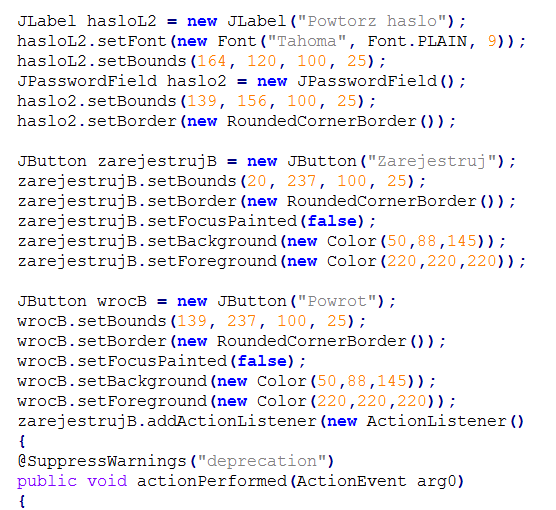 JLabel hasloL2 = new JLabel("Powtorz haslo");
hasloL2.setFont(new Font("Tahoma", Font.PLAIN, 9));
hasloL2.setBounds(164, 120, 100, 25);
JPasswordField haslo2 = new JPasswordField();
haslo2.setBounds(139, 156, 100, 25);
haslo2.setBorder(new RoundedCornerBorder());

JButton zarejestrujB = new JButton("Zarejestruj");
zarejestrujB.setBounds(20, 237, 100, 25);
zarejestrujB.setBorder(new RoundedCornerBorder());
zarejestrujB.setFocusPainted(false);
zarejestrujB.setBackground(new Color(50,88,145));
zarejestrujB.setForeground(new Color(220,220,220));

JButton wrocB = new JButton("Powrot");
wrocB.setBounds(139, 237, 100, 25);
wrocB.setBorder(new RoundedCornerBorder());
wrocB.setFocusPainted(false);
wrocB.setBackground(new Color(50,88,145));
wrocB.setForeground(new Color(220,220,220));
zarejestrujB.addActionListener(new ActionListener()
{
@SuppressWarnings("deprecation")
public void actionPerformed(ActionEvent arg0)
{